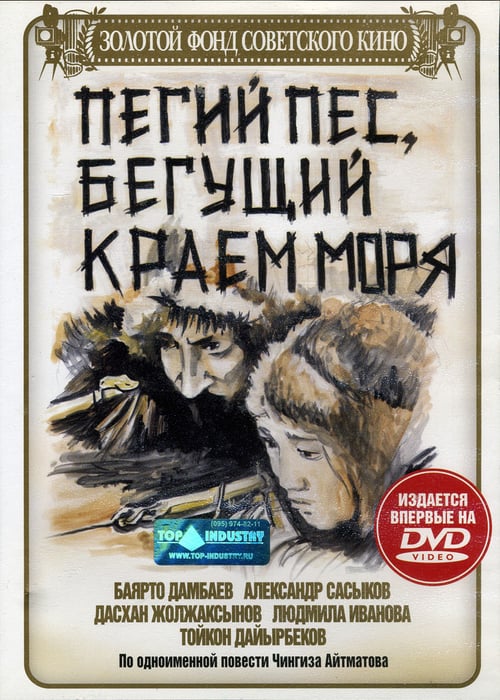 ЗОЛОТОЙ ФОНД СОВЕТСКОГО КИНО
ПЕГИЙ ПЕС,
БЕГУЩИЙ
КРАЕМ МОРЯ
ИЗДАЕТСЯ
ВПЕРВЫЕ НА
DVD
VIDEO
(095) 974-82-11
TOP INDUSTRY
WWW.TOP-INDUSTRY.RU
БАЯРТО ДАМБАЕВ АЛЕКСАНДР САСЫКОВ
ДАСХАН ЖОЛЖАКСЫНОВ ЛЮДМИЛА ИВАНОВА
ТОЙКОН ДАЙЫРБЕКОВ
По одноименной повести Чингиза Айтматова